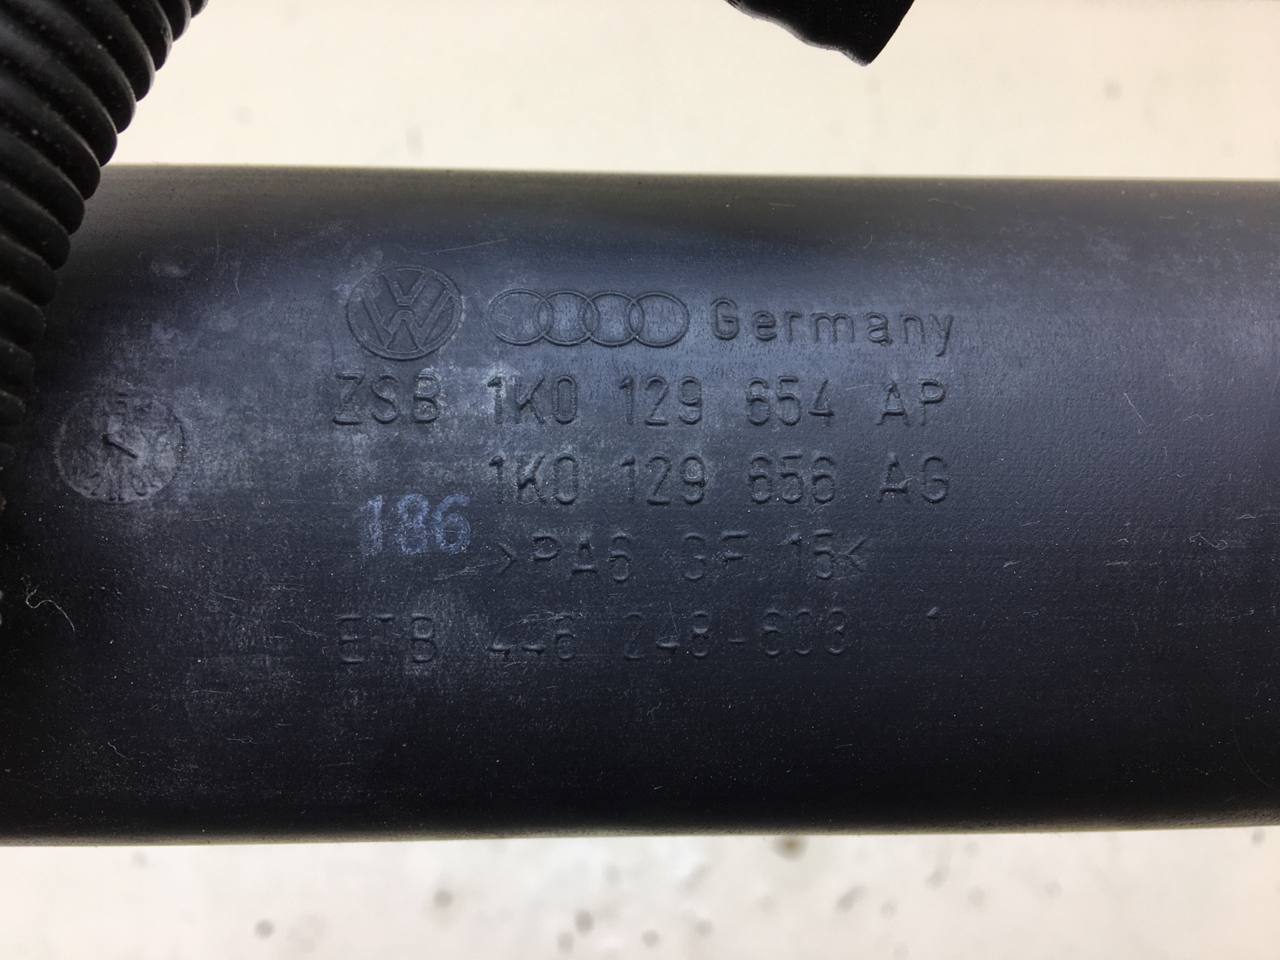 Germany
ZSB 1K0 129 654 AP
1K0 129 656 AG
186
>PA6 GF 15<
ETB 446 248-603 1